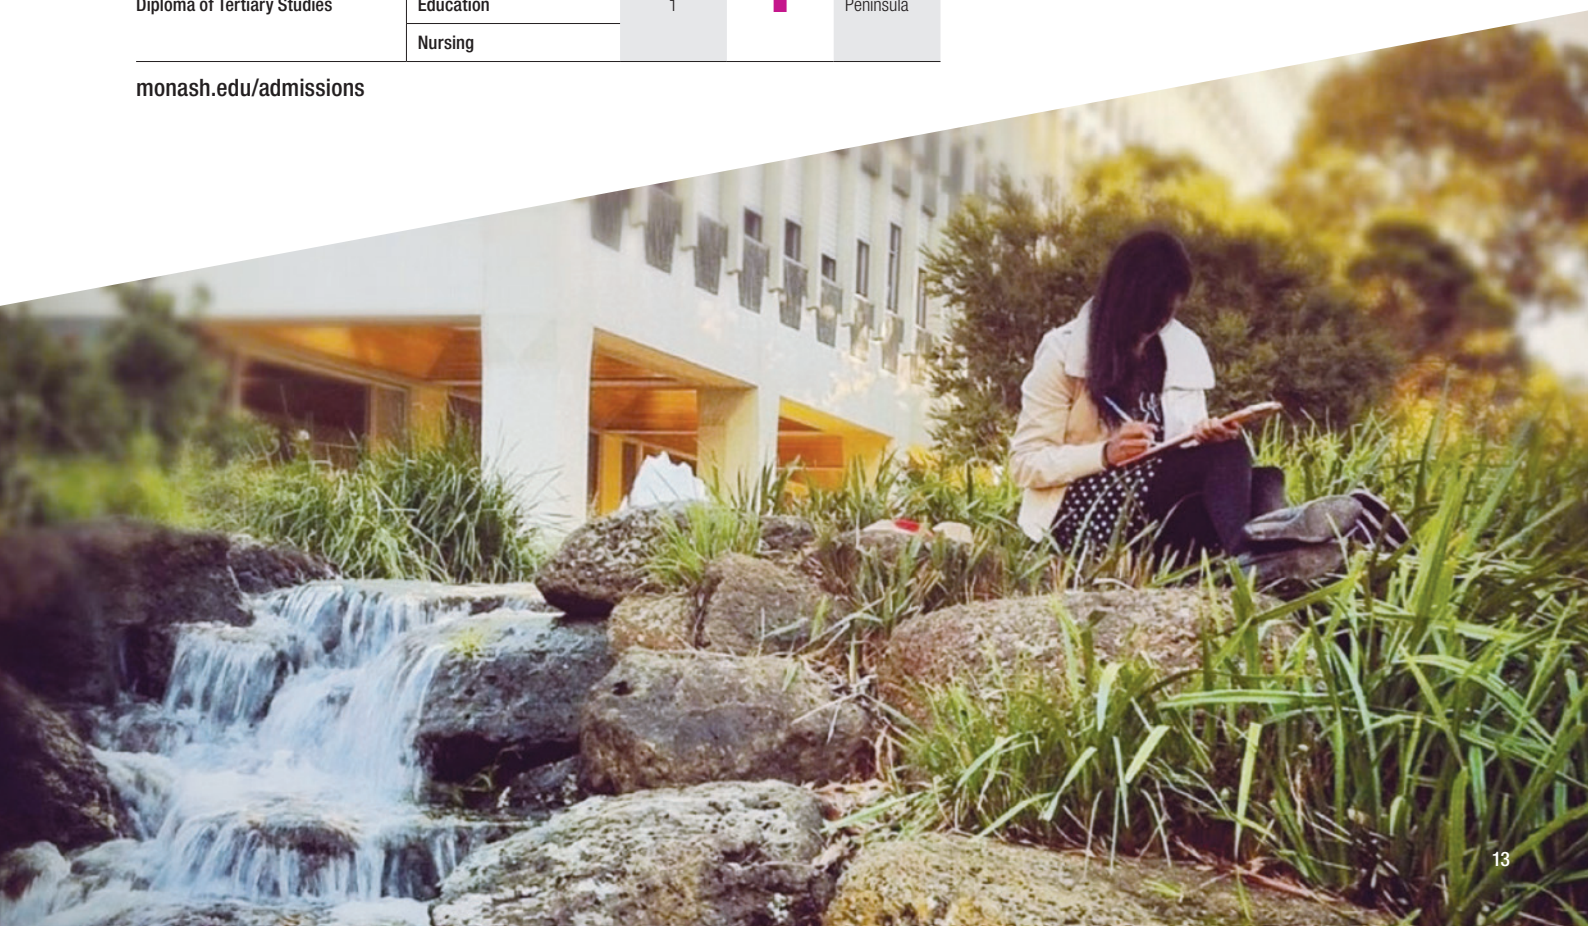 Diploma of Tertiary Studies Education 1 Peninsula
Nursing
monash.edu/admissions
13